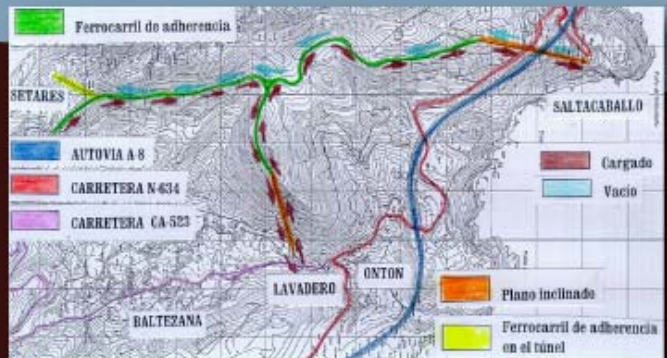 Ferrocarril de adherencia
SETARES
SALTACABALLO
AUTOVIA A-8
CARRETERA N-634
CARRETERA CA-523
Cargado
Vacío
LAVADERO
ONTON
BALTEZANA
Plano inclinado
Ferrocarril de adherencia
en el túnel